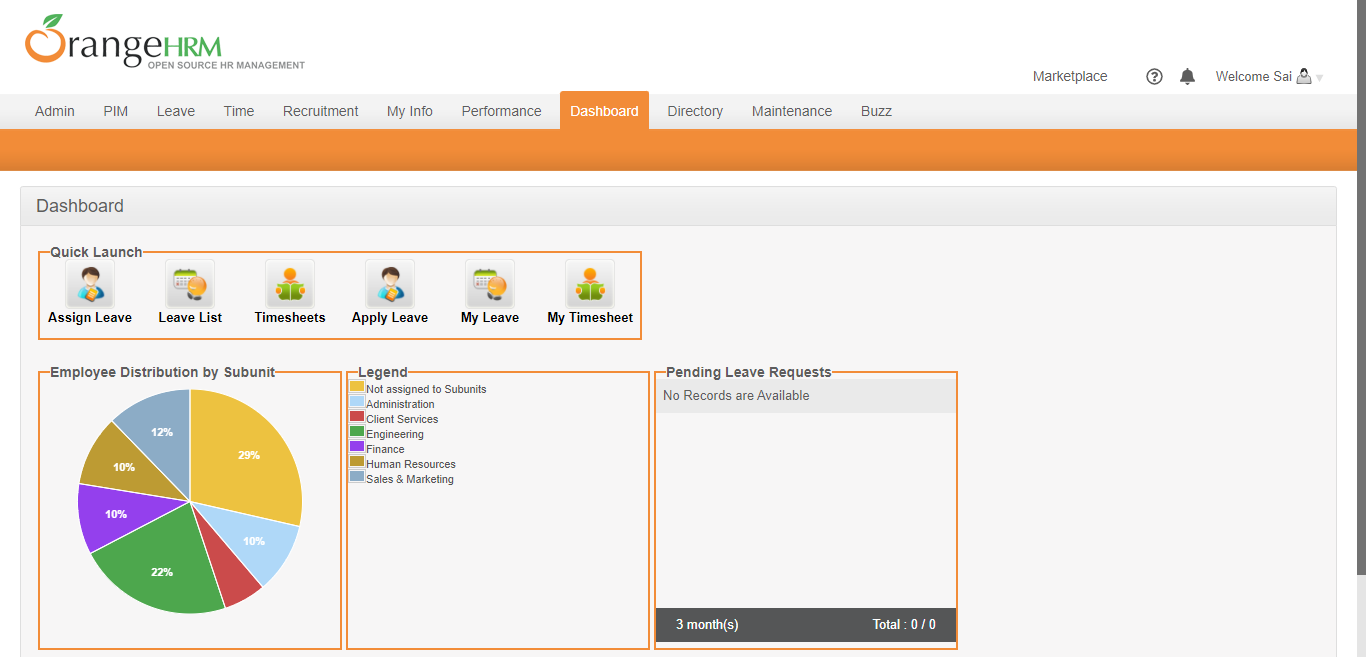 OrangeHRM
OPEN SOURCE HR MANAGEMENT
Marketplace ? Welcome Sai
Admin PIM Leave Time Recruitment My Info Performance Dashboard Directory Maintenance Buzz
Dashboard
Quick Launch
Assign Leave Leave List Timesheets Apply Leave My Leave My Timesheet
Employee Distribution by Subunit
12%
29%
10%
10%
10%
22%
Legend
Not assigned to Subunits
Administration
Client Services
Engineering
Finance
Human Resources
Sales & Marketing
Pending Leave Requests
No Records are Available
3 month(s) Total : 0 / 0